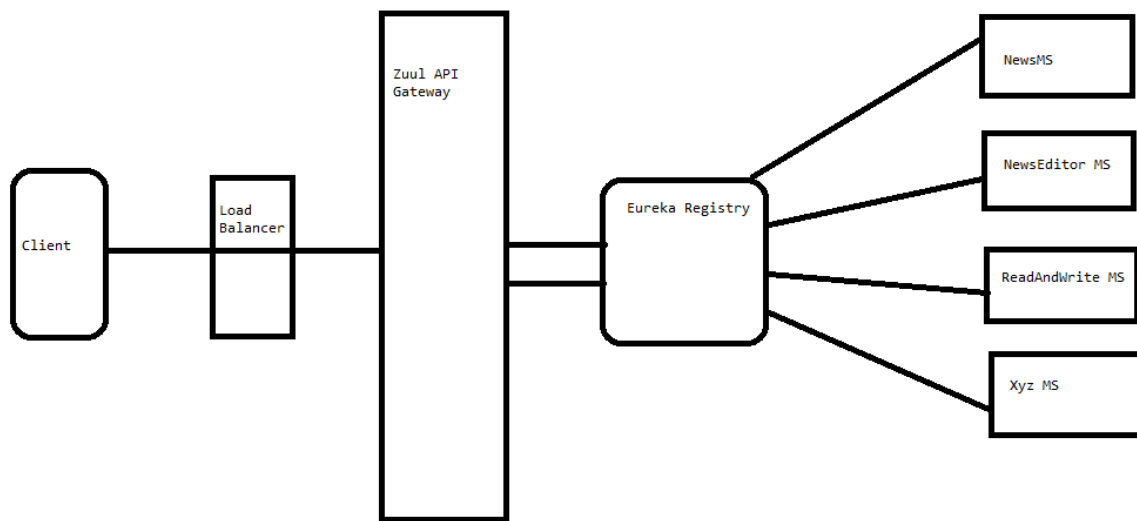 Client
Load
Balancer
Zuul API
Gateway
Eureka Registry
NewsMS
NewsEditor MS
ReadAndWrite MS
Xyz MS